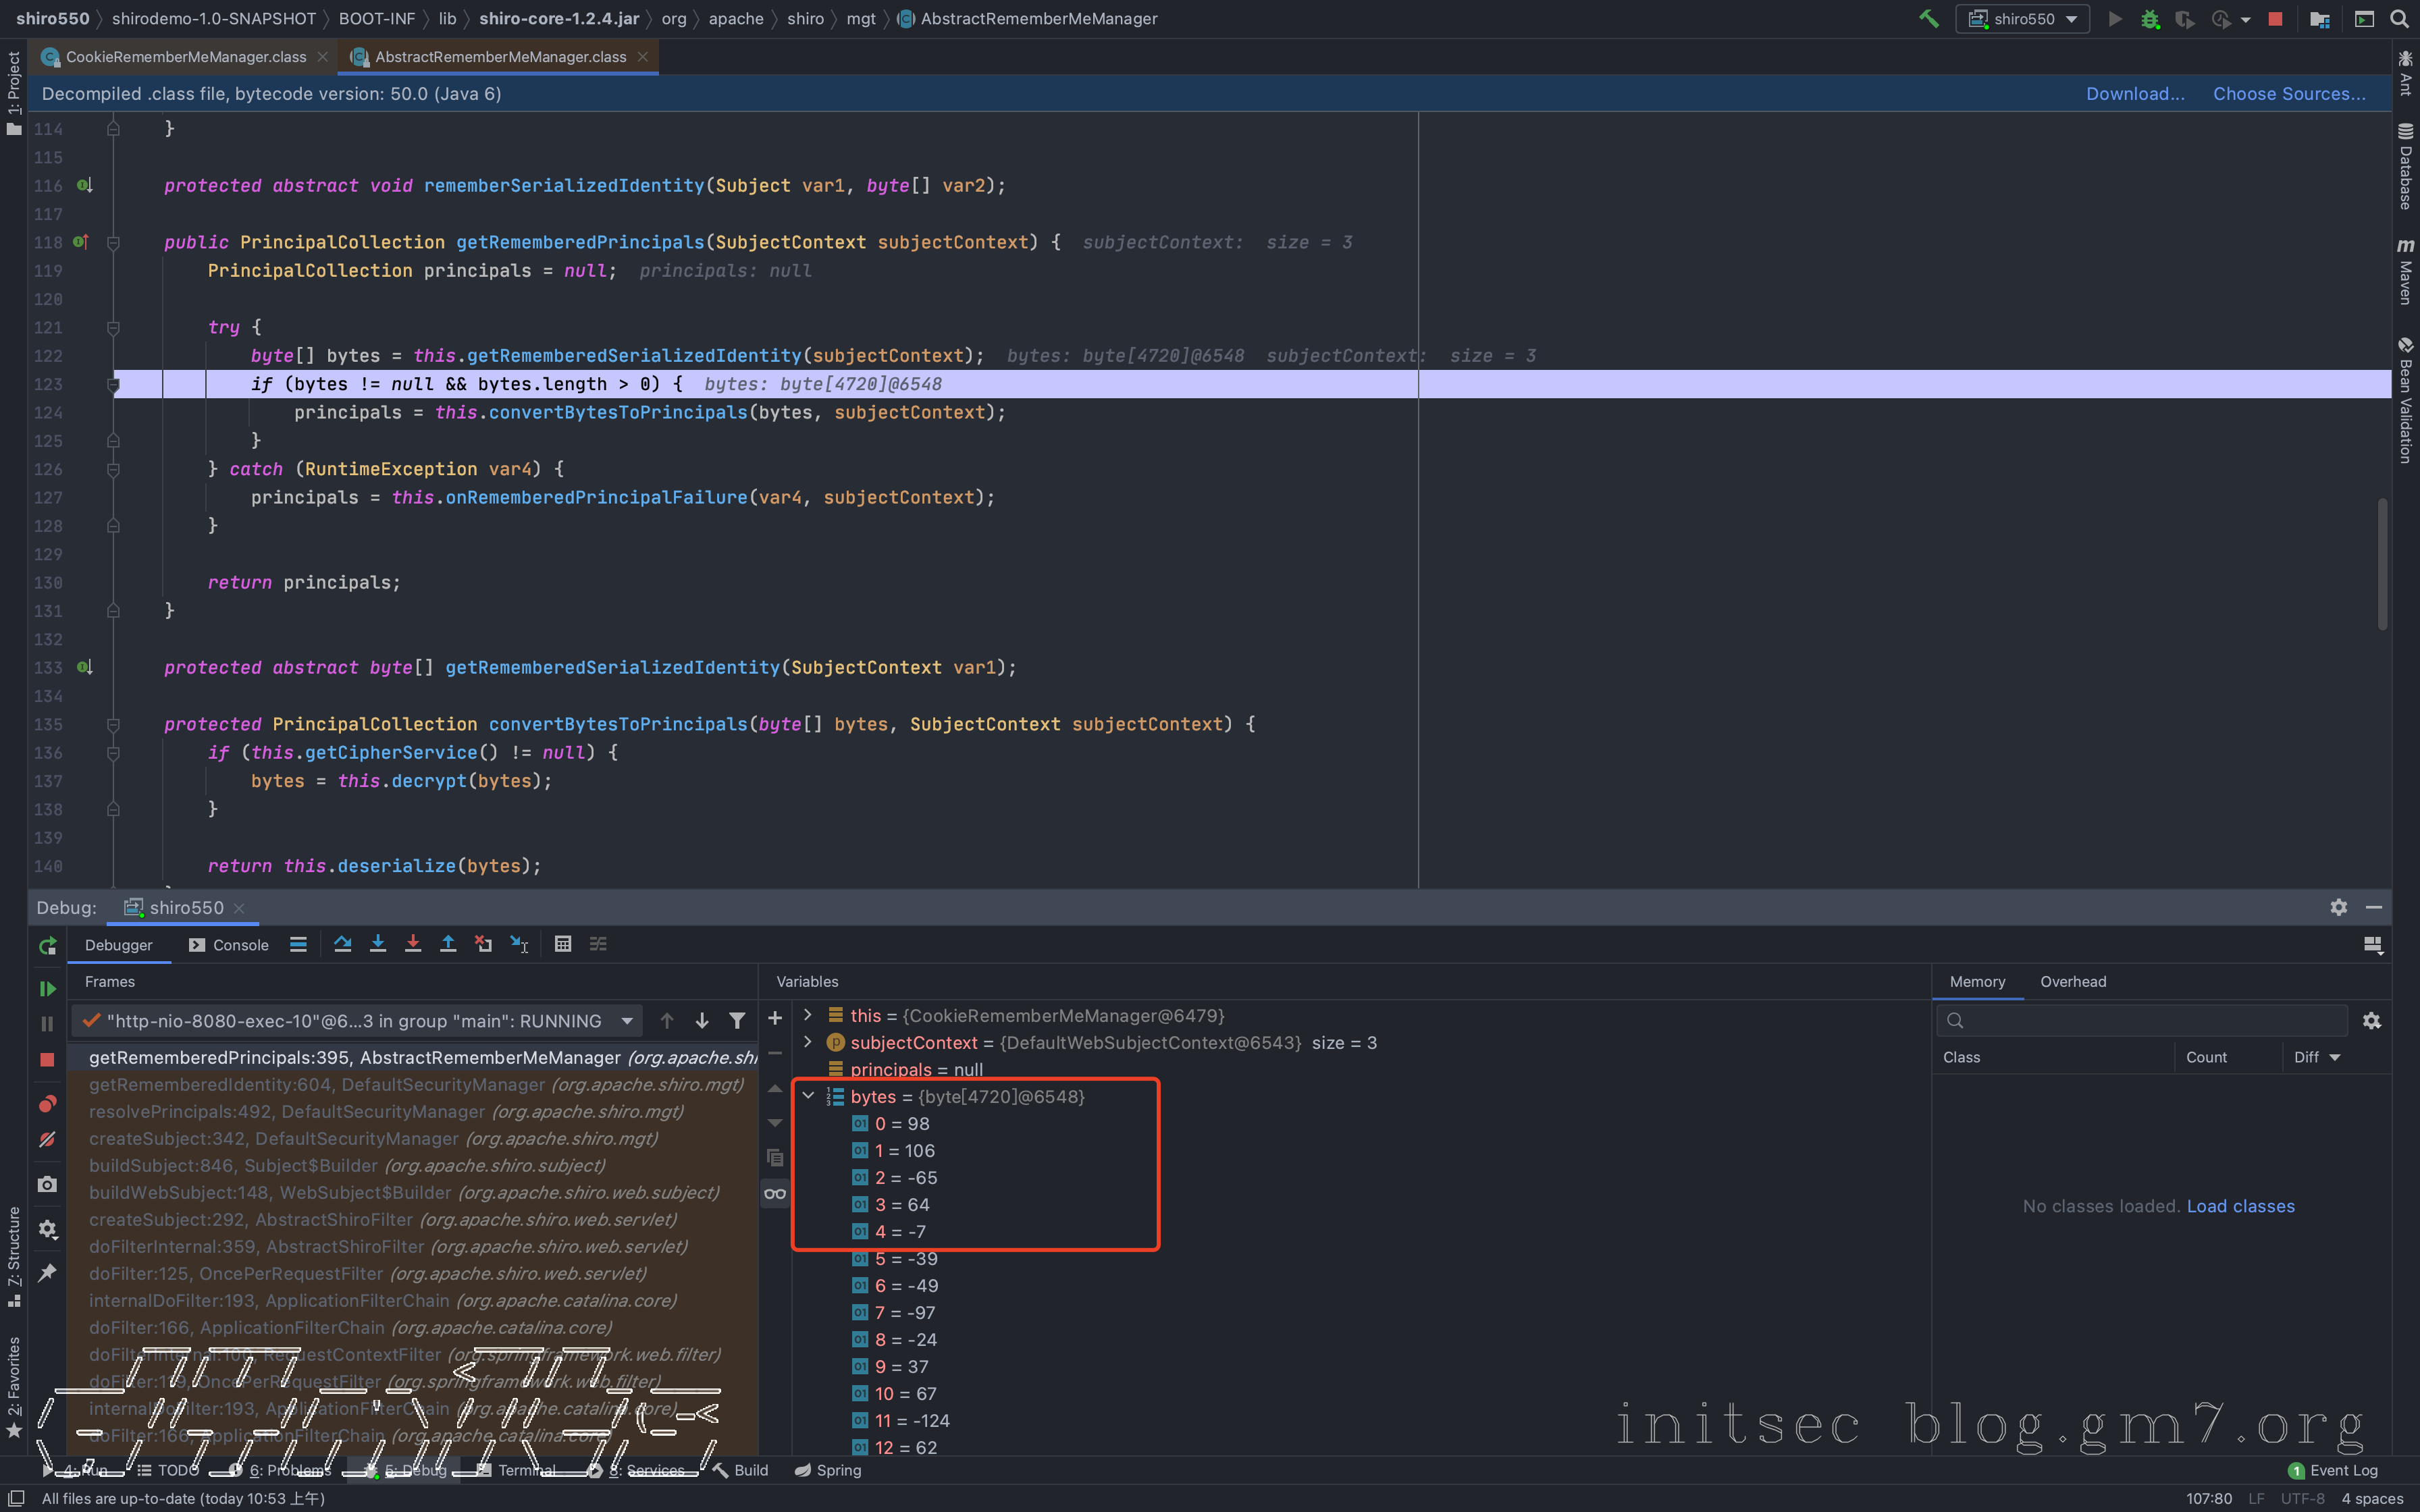 shiro550 〉 shirodemo-1.0-SNAPSHOT 〉 BOOT-INF 〉 lib 〉 shiro-core-1.2.4.jar 〉 org 〉 apache 〉 shiro 〉 mgt 〉 AbstractRememberMeManager
shiro550
CookieRememberMeManager.class
AbstractRememberMeManager.class
Decompiled .class file, bytecode version: 50.0 (Java 6)
Download...
Choose Sources...
1: Project
Ant
Database
Maven
Bean Validation
114 }
115
116 protected abstract void rememberSerializedIdentity(Subject var1, byte[] var2);
117
118 public PrincipalCollection getRememberedPrincipals(SubjectContext subjectContext) { subjectContext: size = 3
119 PrincipalCollection principals = null; principals: null
120
121 try {
122 byte[] bytes = this.getRememberedSerializedIdentity(subjectContext); bytes: byte[4720]@6548 subjectContext: size = 3
123 if (bytes != null && bytes.length > 0) { bytes: byte[4720]@6548
124 principals = this.convertBytesToPrincipals(bytes, subjectContext);
125 }
126 } catch (RuntimeException var4) {
127 principals = this.onRememberedPrincipalFailure(var4, subjectContext);
128 }
129
130 return principals;
131 }
132
133 protected abstract byte[] getRememberedSerializedIdentity(SubjectContext var1);
134
135 protected PrincipalCollection convertBytesToPrincipals(byte[] bytes, SubjectContext subjectContext) {
136 if (this.getCipherService() != null) {
137 bytes = this.decrypt(bytes);
138 }
139
140 return this.deserialize(bytes);
Debug: shiro550
Debugger
Console
Frames
"http-nio-8080-exec-10"@6...3 in group "main": RUNNING
getRememberedPrincipals:395, AbstractRememberMeManager (org.apache.shi
getRememberedIdentity:604, DefaultSecurityManager (org.apache.shiro.mgt)
resolvePrincipals:492, DefaultSecurityManager (org.apache.shiro.mgt)
createSubject:342, DefaultSecurityManager (org.apache.shiro.mgt)
buildSubject:846, Subject$Builder (org.apache.shiro.subject)
buildWebSubject:148, WebSubject$Builder (org.apache.shiro.web.subject)
createSubject:292, AbstractShiroFilter (org.apache.shiro.web.servlet)
doFilterInternal:359, AbstractShiroFilter (org.apache.shiro.web.servlet)
doFilter:125, OncePerRequestFilter (org.apache.shiro.web.servlet)
internalDoFilter:193, ApplicationFilterChain (org.apache.catalina.core)
doFilter:166, ApplicationFilterChain (org.apache.catalina.core)
doFilterInternal:100, RequestContextFilter (org.springframework.web.filter)
doFilter:119, OncePerRequestFilter (org.springframework.web.filter)
internalDoFilter:193, ApplicationFilterChain (org.apache.catalina.core)
doFilter:166, ApplicationFilterChain (org.apache.catalina.core)
Variables
this = {CookieRememberMeManager@6479}
subjectContext = {DefaultWebSubjectContext@6543} size = 3
principals = null
bytes = {byte[4720]@6548}
0 = 98
1 = 106
2 = -65
3 = 64
4 = -7
5 = -39
6 = -49
7 = -97
8 = -24
9 = 37
10 = 67
11 = -124
12 = 62
Memory
Overhead
Class
Count
Diff
No classes loaded. Load classes
7: Structure
2: Favorites
initsec blog.gm7.org
4: Run
TODO
6: Problems
5: Debug
Terminal
8: Services
Build
Spring
1 Event Log
All files are up-to-date (today 10:53 上午)
107:80 LF UTF-8 4 spaces